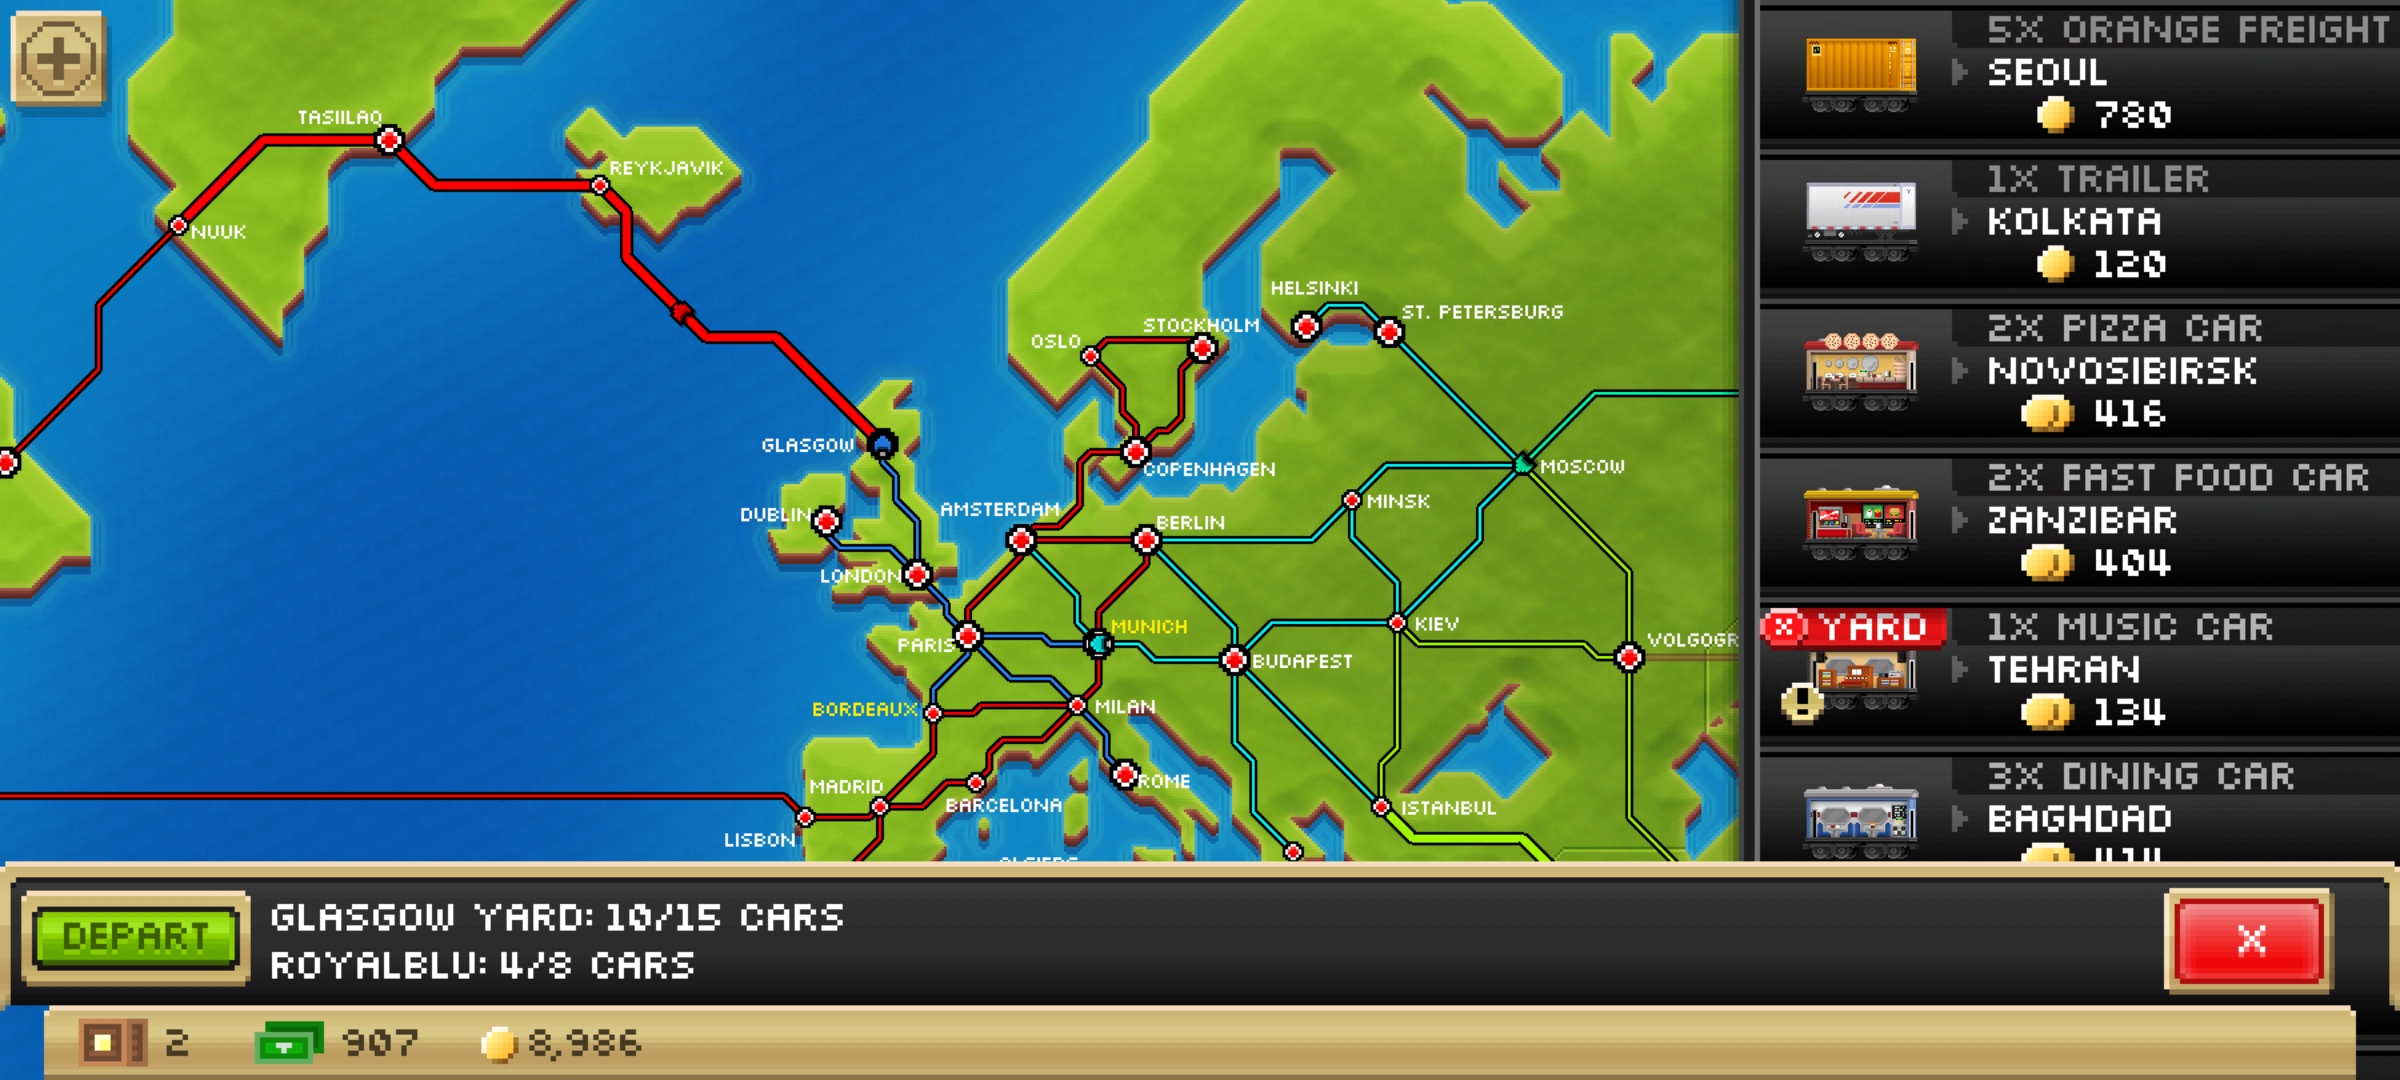 TASIILAQ
REYKJAVIK
NUUK
HELSINKI
ST. PETERSBURG
STOCKHOLM
OSLO
GLASGOW
COPENHAGEN
MOSCOW
MINSK
AMSTERDAM
DUBLIN
BERLIN
LONDON
MUNICH
KIEV
PARIS
BUDAPEST
VOLGOGR
BORDEAUX
MILAN
MADRID
ROME
BARCELONA
ISTANBUL
LISBON
5X ORANGE FREIGHT
SEOUL
780
1X TRAILER
KOLKATA
120
2X PIZZA CAR
NOVOSIBIRSK
416
2X FAST FOOD CAR
ZANZIBAR
404
X YARD
1X MUSIC CAR
TEHRAN
134
3X DINING CAR
BAGHDAD
414
DEPART
GLASGOW YARD: 10/15 CARS
ROYALBLU: 4/8 CARS
X
2
907
8,986